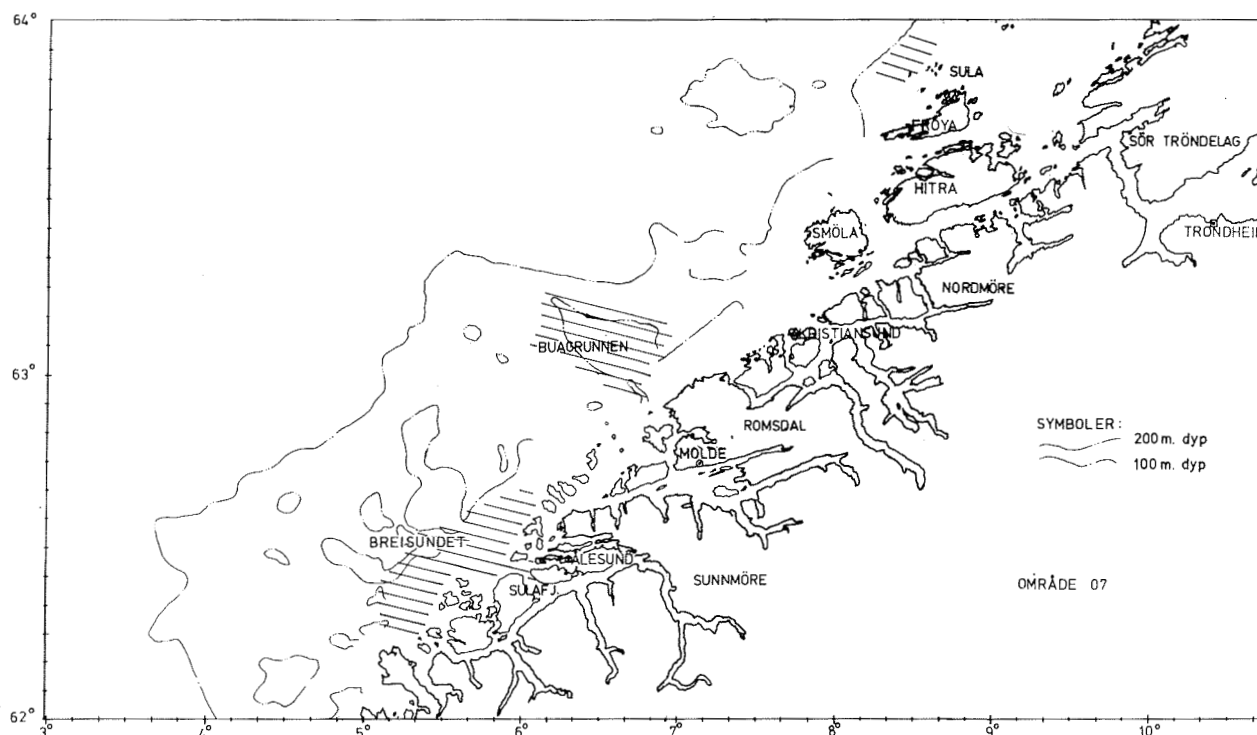 64°
SULA
FRÖYA
SÖR TRÖNDELAG
HITRA
SMÖLA
TRONDHEIM
NORDMÖRE
KRISTIANSUND
BUAGRUNNEN
63°
SYMBOLER:
ROMSDAL
200 m. dyp
MOLDE
100 m. dyp
BREISUNDET
ÅLESUND
SUNNMÖRE
OMRÅDE 07
SULAFJ.
62°
3° 4° 5° 6° 7° 8° 9° 10°